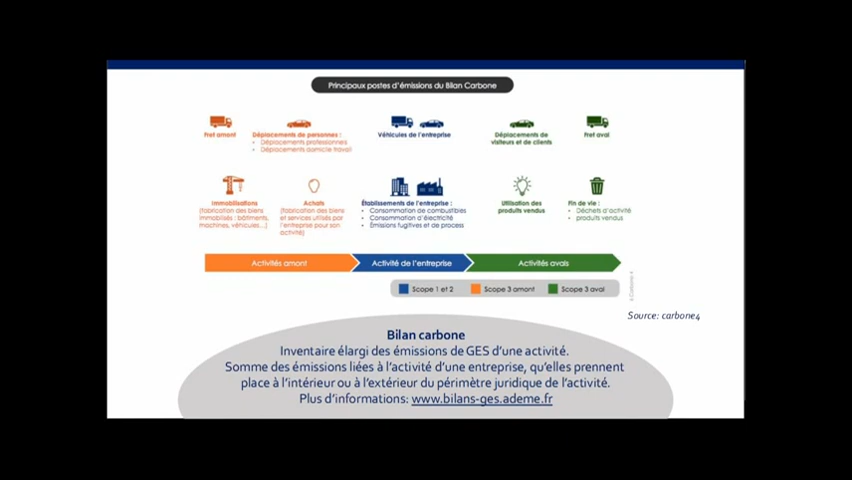 Principaux postes d'émissions du Bilan Carbone
Fret amont
Déplacements de personnes :
• Déplacements professionnels
• Déplacements domicile travail
Véhicules de l'entreprise
Déplacements de
visiteurs et de clients
Fret aval
Immobilisations
(fabrication des biens
immobilisés : bâtiments,
machines, véhicules...)
Achats
(fabrication des biens
et services utilisés par
l'entreprise pour son
activité)
Établissements de l'entreprise :
• Consommation de combustibles
• Consommation d'électricité
• Émissions fugitives et de process
Utilisation des
produits vendus
Fin de vie :
• Déchets d'activité
• produits vendus
Activités amont
Activité de l'entreprise
Activités avals
Scope 1 et 2
Scope 3 amont
Scope 3 aval
© Carbone 4
Source: carbone4
Bilan carbone
Inventaire élargi des émissions de GES d'une activité.
Somme des émissions liées à l'activité d'une entreprise, qu'elles prennent
place à l'intérieur ou à l'extérieur du périmètre juridique de l'activité.
Plus d'informations: www.bilans-ges.ademe.fr